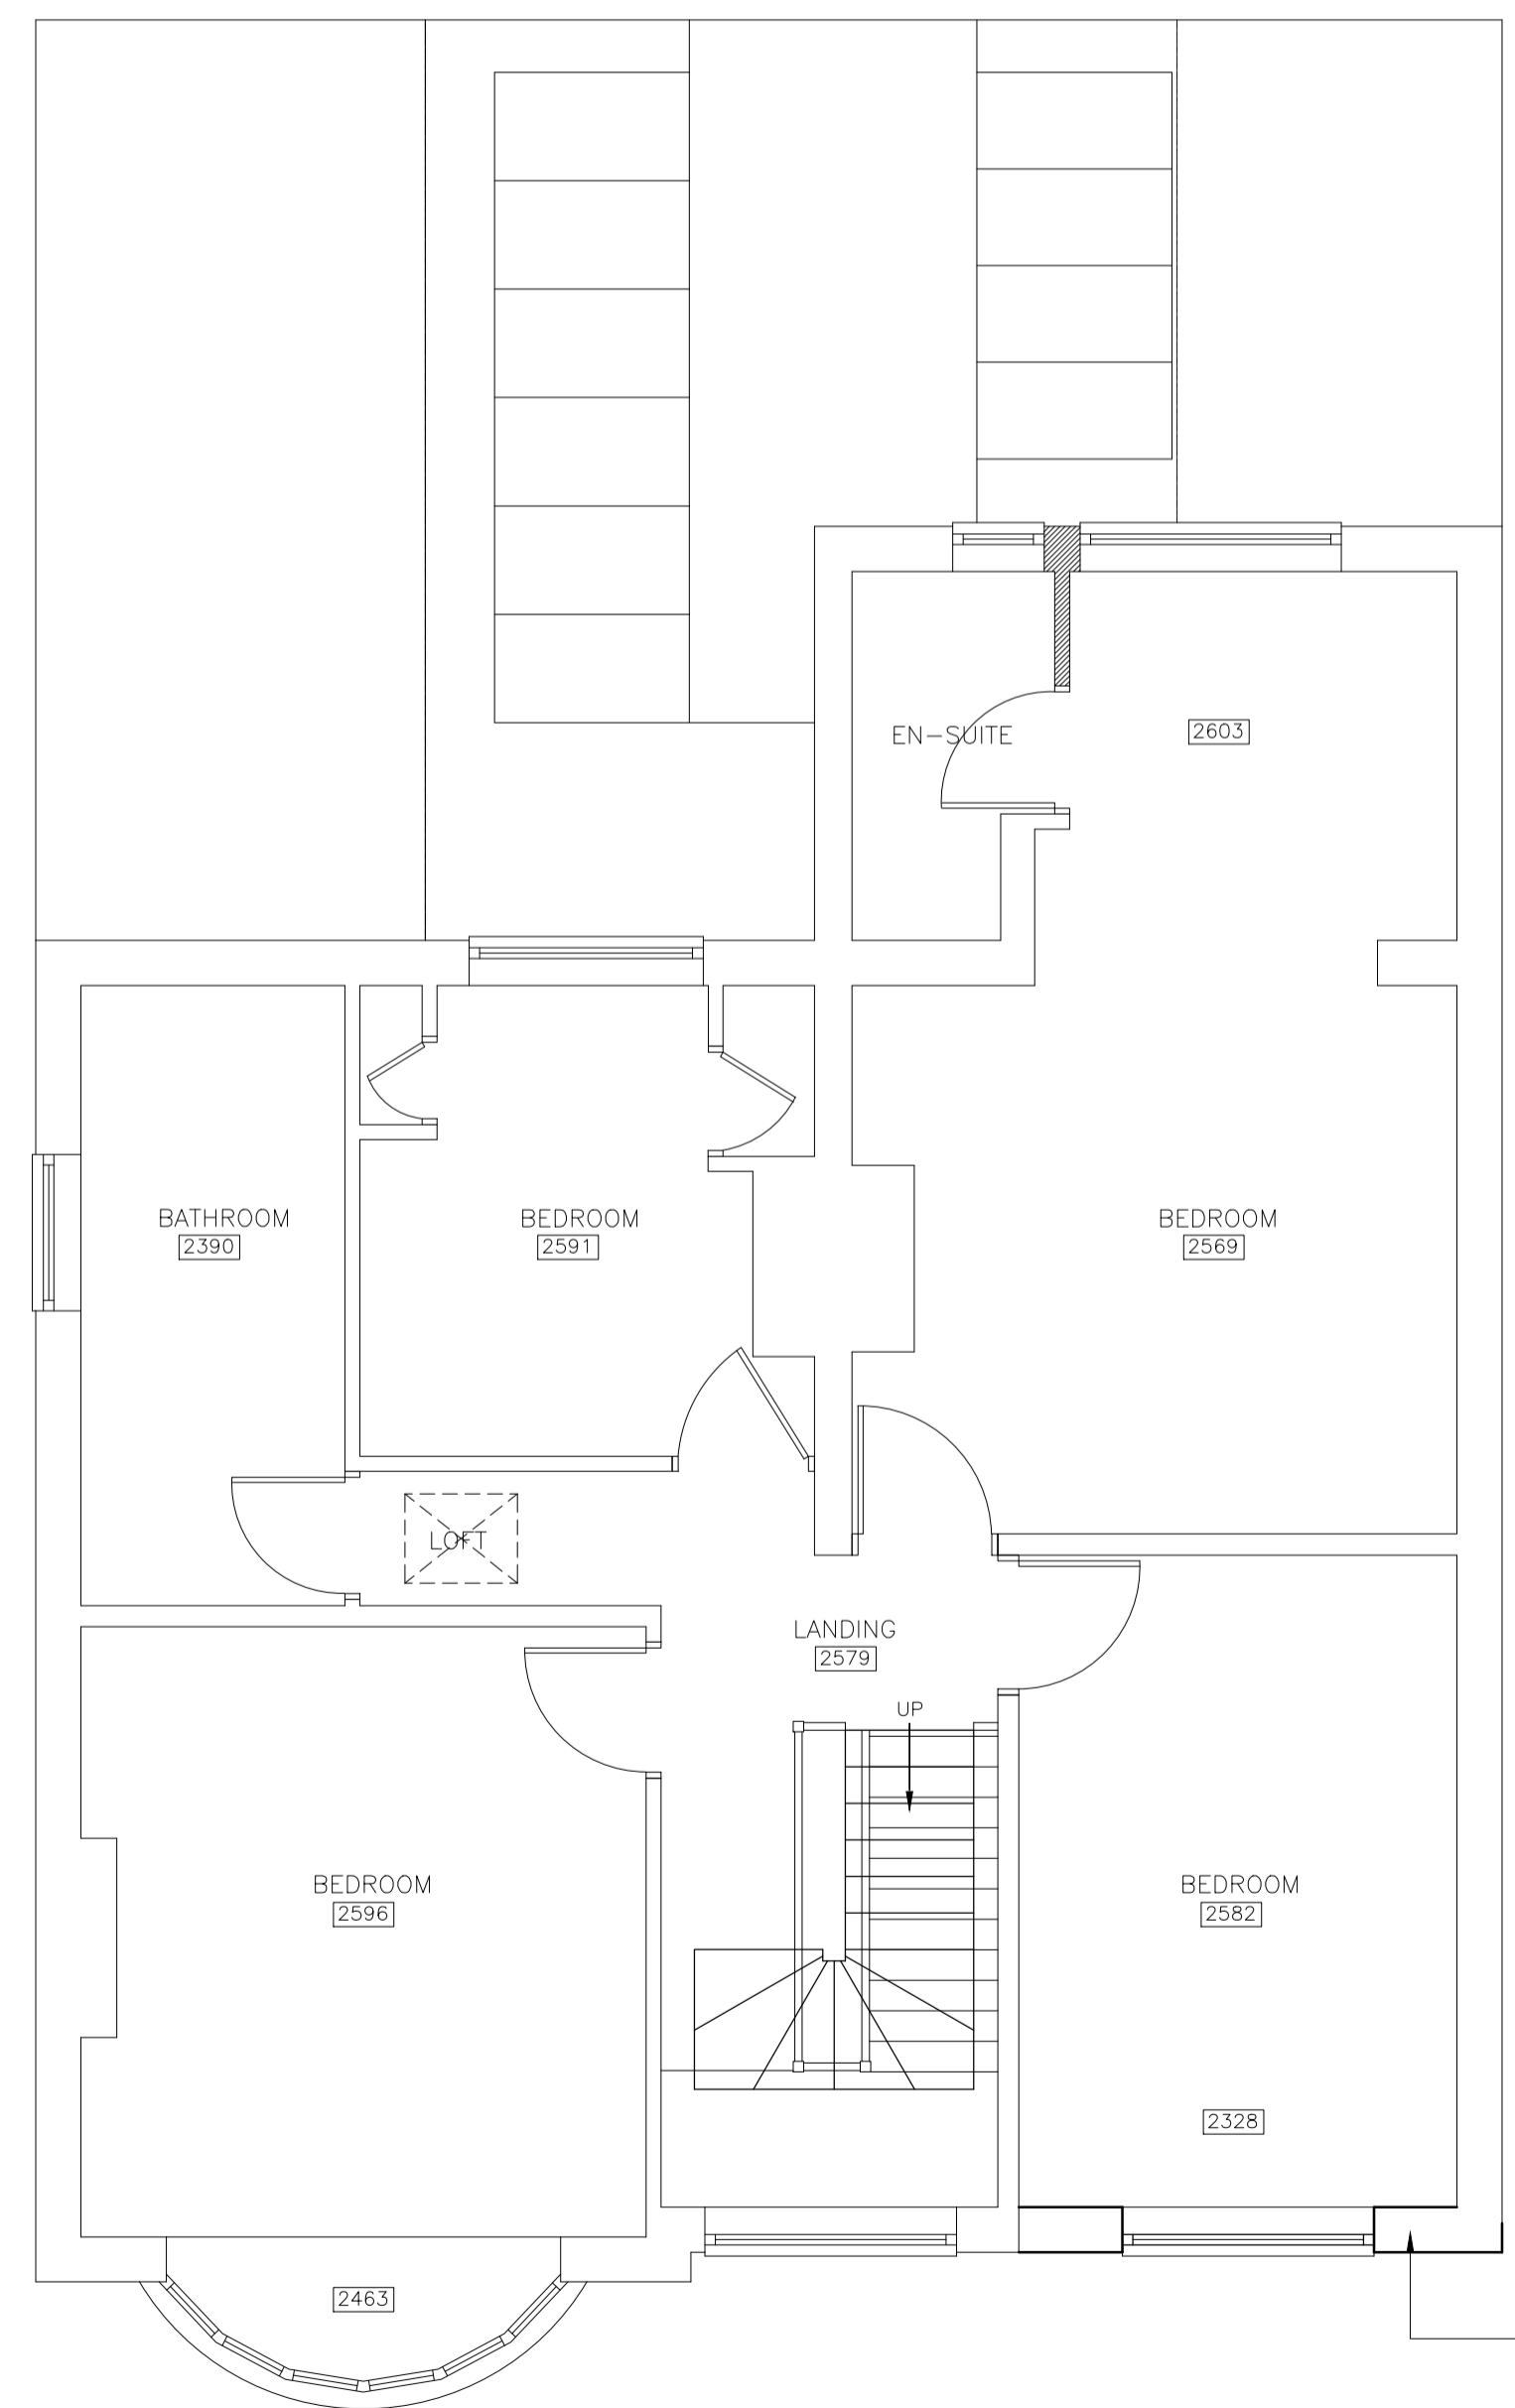 EN-SUITE
2603
BATHROOM
2390
BEDROOM
2591
BEDROOM
2569
LOFT
LANDING
2579
UP
BEDROOM
2596
BEDROOM
2582
2328
2463